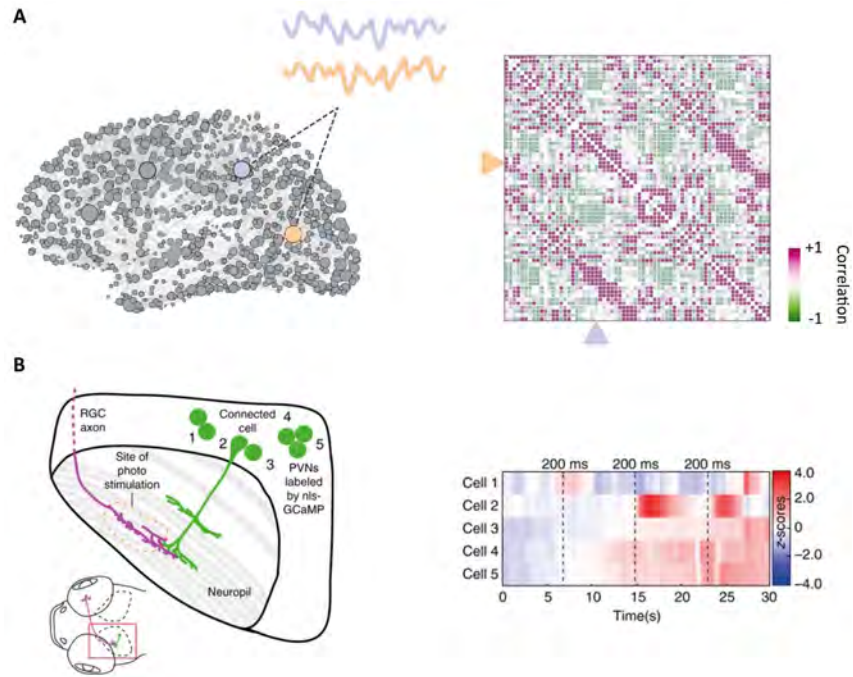 A
+1
-1
Correlation
B
RGC
axon
Site of
photo
stimulation
Connected
cell
1
2
3
4
5
PVNs
labeled
by nls-
GCaMP
Neuropil
200 ms
200 ms
200 ms
Cell 1
Cell 2
Cell 3
Cell 4
Cell 5
4.0
2.0
0
−2.0
−4.0
z-scores
0
5
10
15
20
25
30
Time(s)